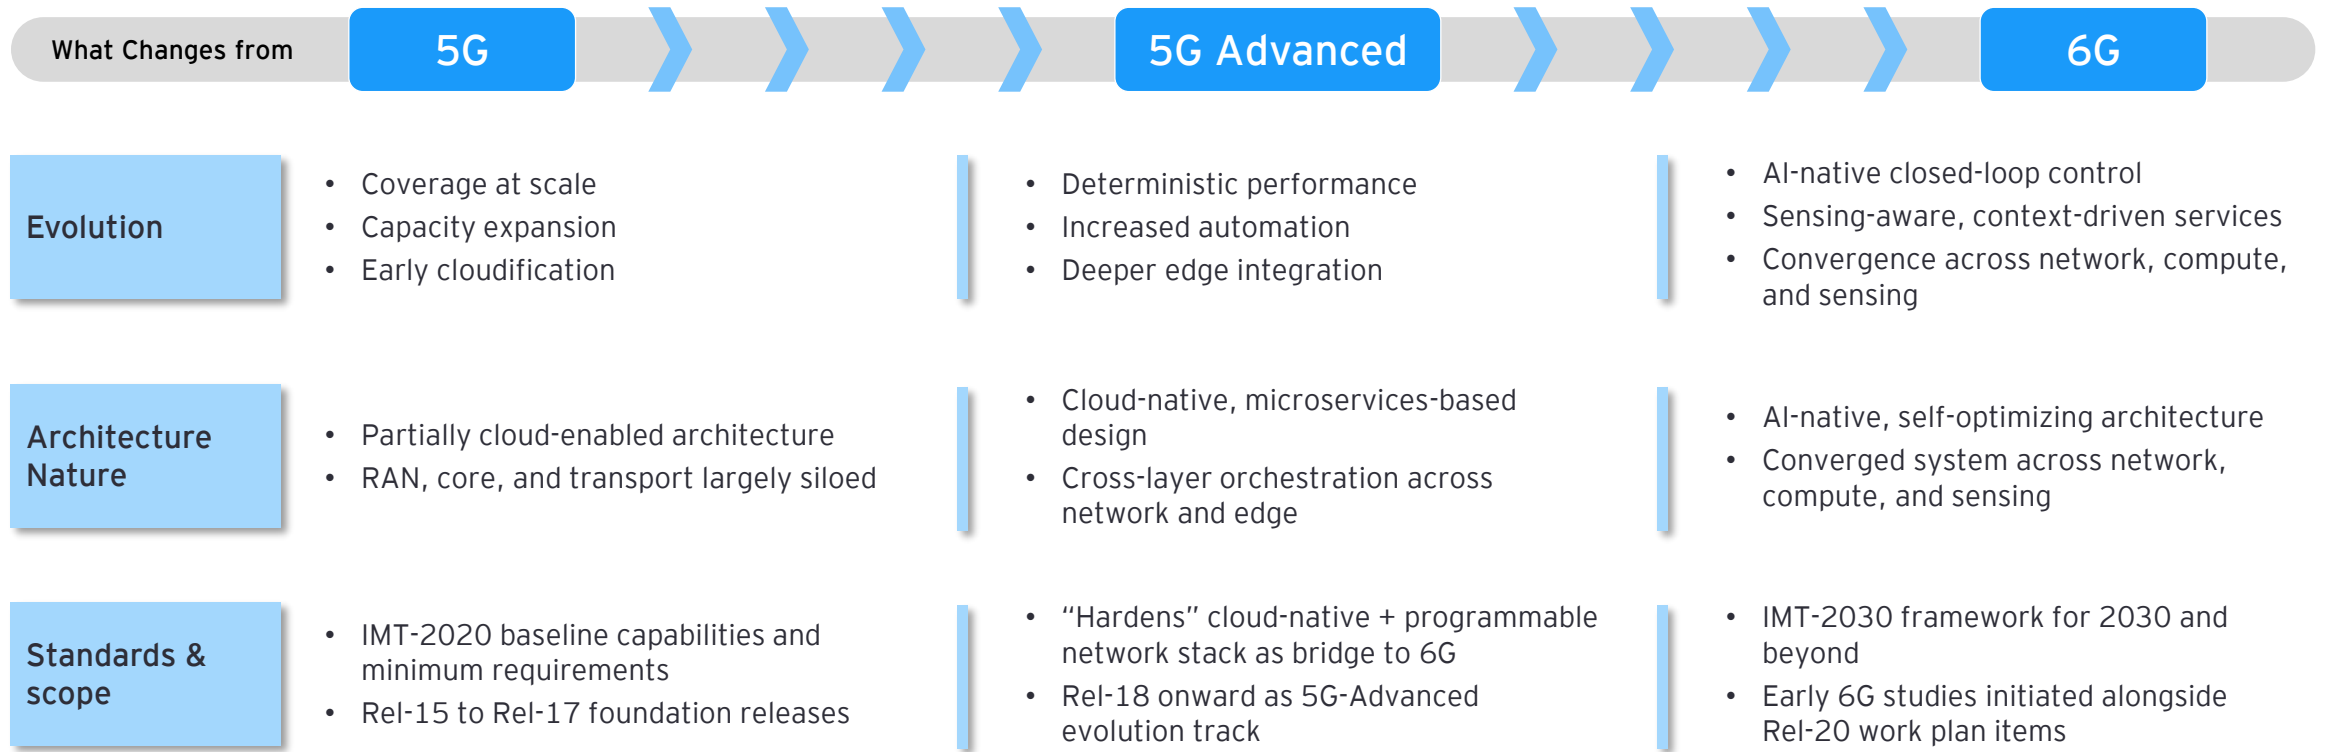 What Changes from
5G
5G Advanced
6G
Evolution
• Coverage at scale
• Capacity expansion
• Early cloudification
• Deterministic performance
• Increased automation
• Deeper edge integration
• AI-native closed-loop control
• Sensing-aware, context-driven services
• Convergence across network, compute,
and sensing
Architecture
Nature
• Partially cloud-enabled architecture
• RAN, core, and transport largely siloed
• Cloud-native, microservices-based
design
• Cross-layer orchestration across
network and edge
• AI-native, self-optimizing architecture
• Converged system across network,
compute, and sensing
Standards &
scope
• IMT-2020 baseline capabilities and
minimum requirements
• Rel-15 to Rel-17 foundation releases
• “Hardens” cloud-native + programmable
network stack as bridge to 6G
• Rel-18 onward as 5G-Advanced
evolution track
• IMT-2030 framework for 2030 and
beyond
• Early 6G studies initiated alongside
Rel-20 work plan items